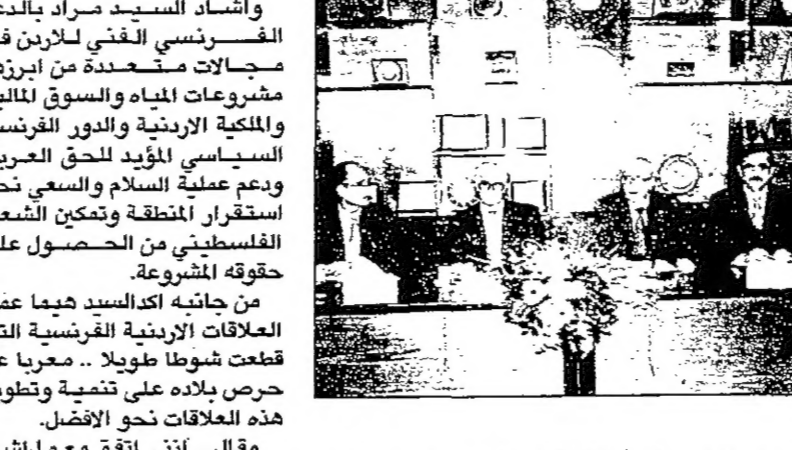 واشاد السيد مراد بالدع
الفرنسي الفني للاردن ف
مجالات متعددة من ابرزه
مشروعات المياه والسوق المالي
والملكية الاردنية والدور الفرنس
السياسي المؤيد للحق العرب
ودعم عملية السلام والسعي نح
استقرار المنطقة وتمكين الشع
الفلسطيني من الحصول عل
حقوقه المشروعة.
من جانبه اكدالسيد هيما عم
العلاقات الاردنية الفرنسية الت
قطعت شوطا طويلا .. معربا ع
حرص بلاده على تنمية وتطو
هذه العلاقات نحو الافضل.